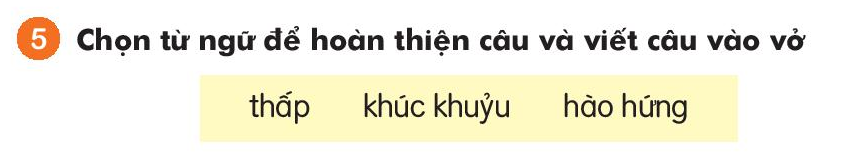 5 Chọn từ ngữ để hoàn thiện câu và viết câu vào vở
thấp khúc khuỷu hào hứng